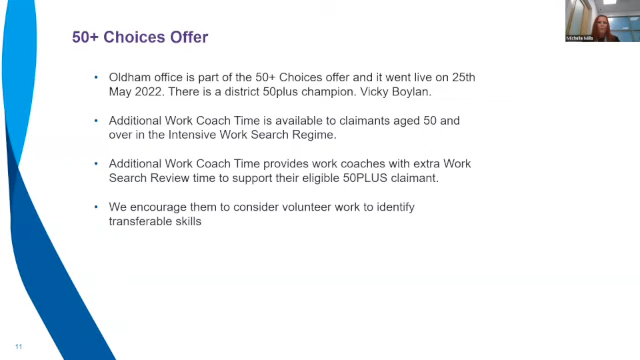 50+ Choices Offer
• Oldham office is part of the 50+ Choices offer and it went live on 25th
May 2022. There is a district 50plus champion. Vicky Boylan.
• Additional Work Coach Time is available to claimants aged 50 and
over in the Intensive Work Search Regime.
• Additional Work Coach Time provides work coaches with extra Work
Search Review time to support their eligible 50PLUS claimant.
• We encourage them to consider volunteer work to identify
transferable skills
11
Michelle Mills